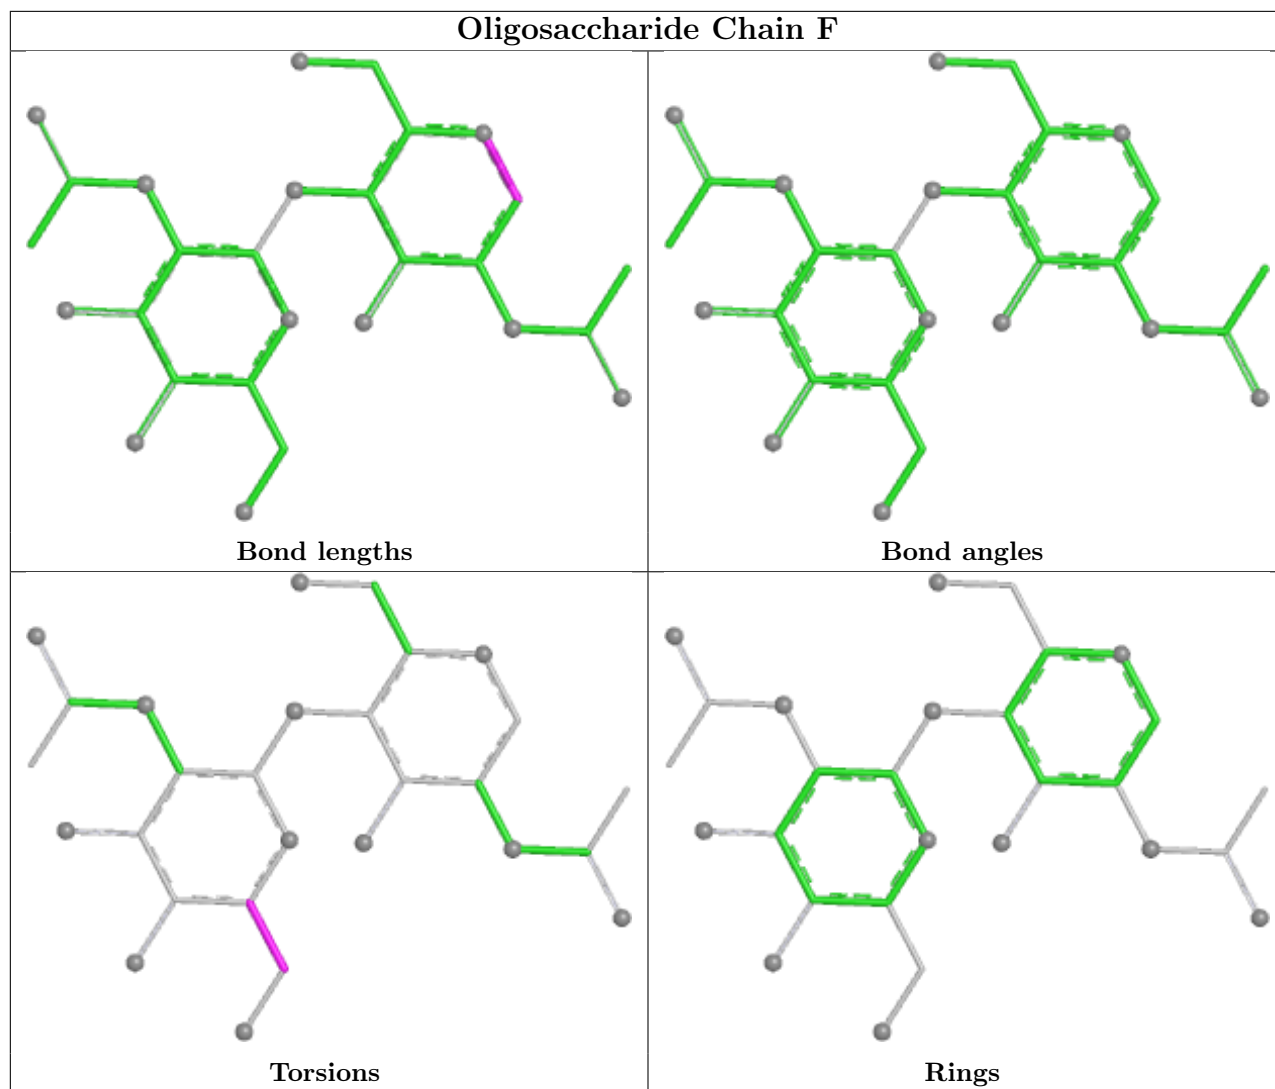 Oligosaccharide Chain F
Bond lengths
Bond angles
Torsions
Rings